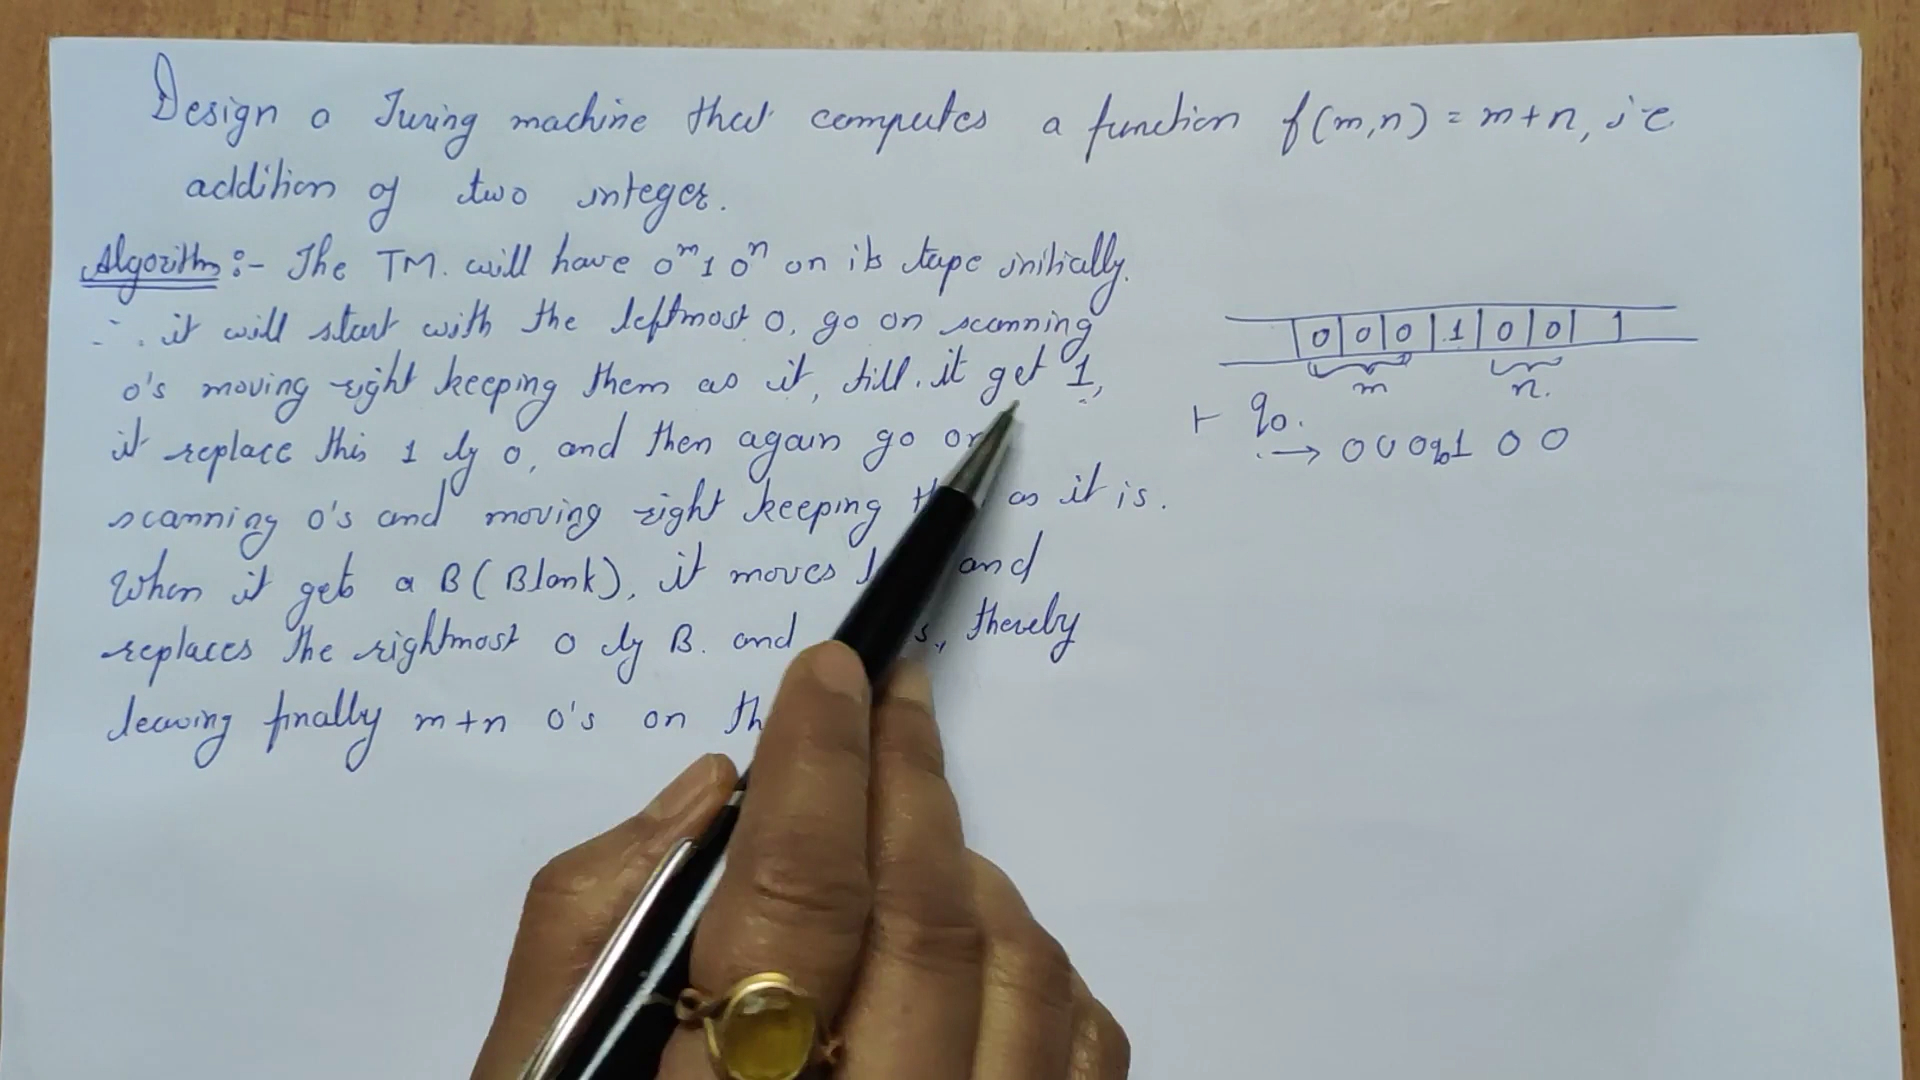 Design a Turing machine that computes a function f(m,n) = m+n, i.e
addition of two integer.
Algorithm :- The TM. will have 0^m 1 0^n on its tape initially.
∴ it will start with the leftmost 0, go on scanning
0's moving right keeping them as it, till it get 1,
it replace this 1 by 0, and then again go on
scanning 0's and moving right keeping as it is.
When it gets a B (Blank), it moves and
replaces the rightmost 0 by B. and thereby
leaving finally m+n 0's on
0 0 0 1 0 0
m n.
⊢ q0.
→ 0 0 0 q0 1 0 0